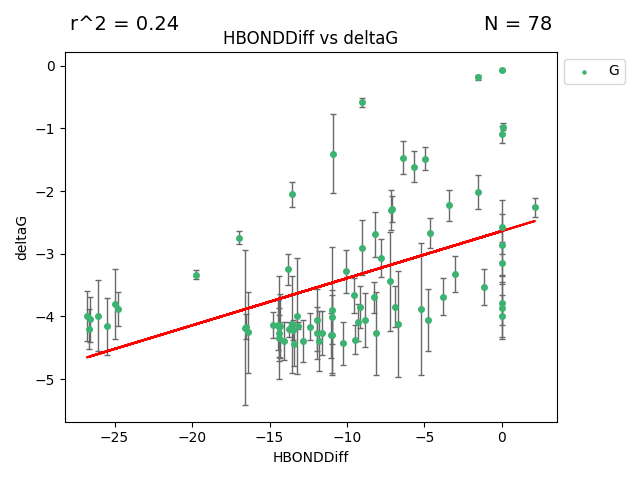 r^2 = 0.24
N = 78
HBONDDiff vs deltaG
G
0
−1
−2
−3
−4
−5
deltaG
−25
−20
−15
−10
−5
0
HBONDDiff